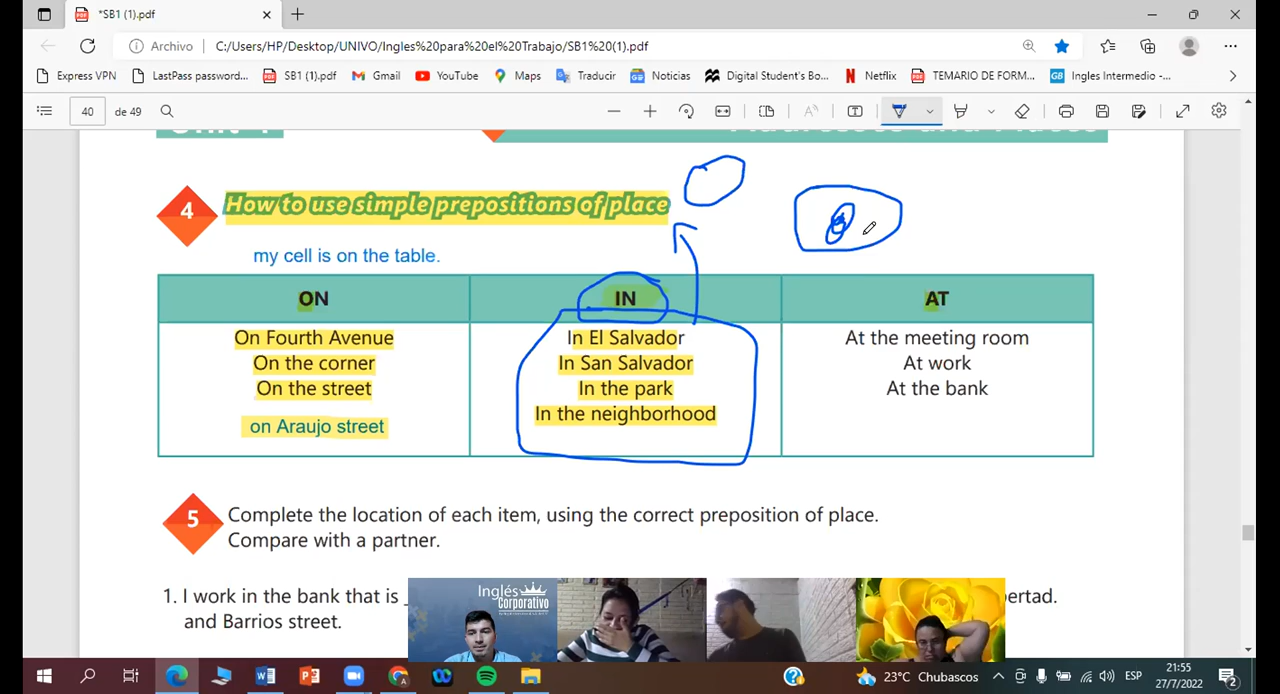 *SB1 (1).pdf
Archivo C:/Users/HP/Desktop/UNIVO/Ingles%20para%20el%20Trabajo/SB1%20(1).pdf
Express VPN LastPass password... SB1 (1).pdf Gmail YouTube Maps Traducir Noticias Digital Student's Bo... Netflix TEMARIO DE FORM... Ingles Intermedio -...
40 de 49
4 How to use simple prepositions of place
my cell is on the table.
ON IN AT
On Fourth Avenue In El Salvador At the meeting room
On the corner In San Salvador At work
On the street In the park At the bank
on Araujo street In the neighborhood
5 Complete the location of each item, using the correct preposition of place.
Compare with a partner.
1. I work in the bank that is
ertad.
and Barrios street.
Inglés
Corporativo
23°C Chubascos ESP 21:55
27/7/2022 2